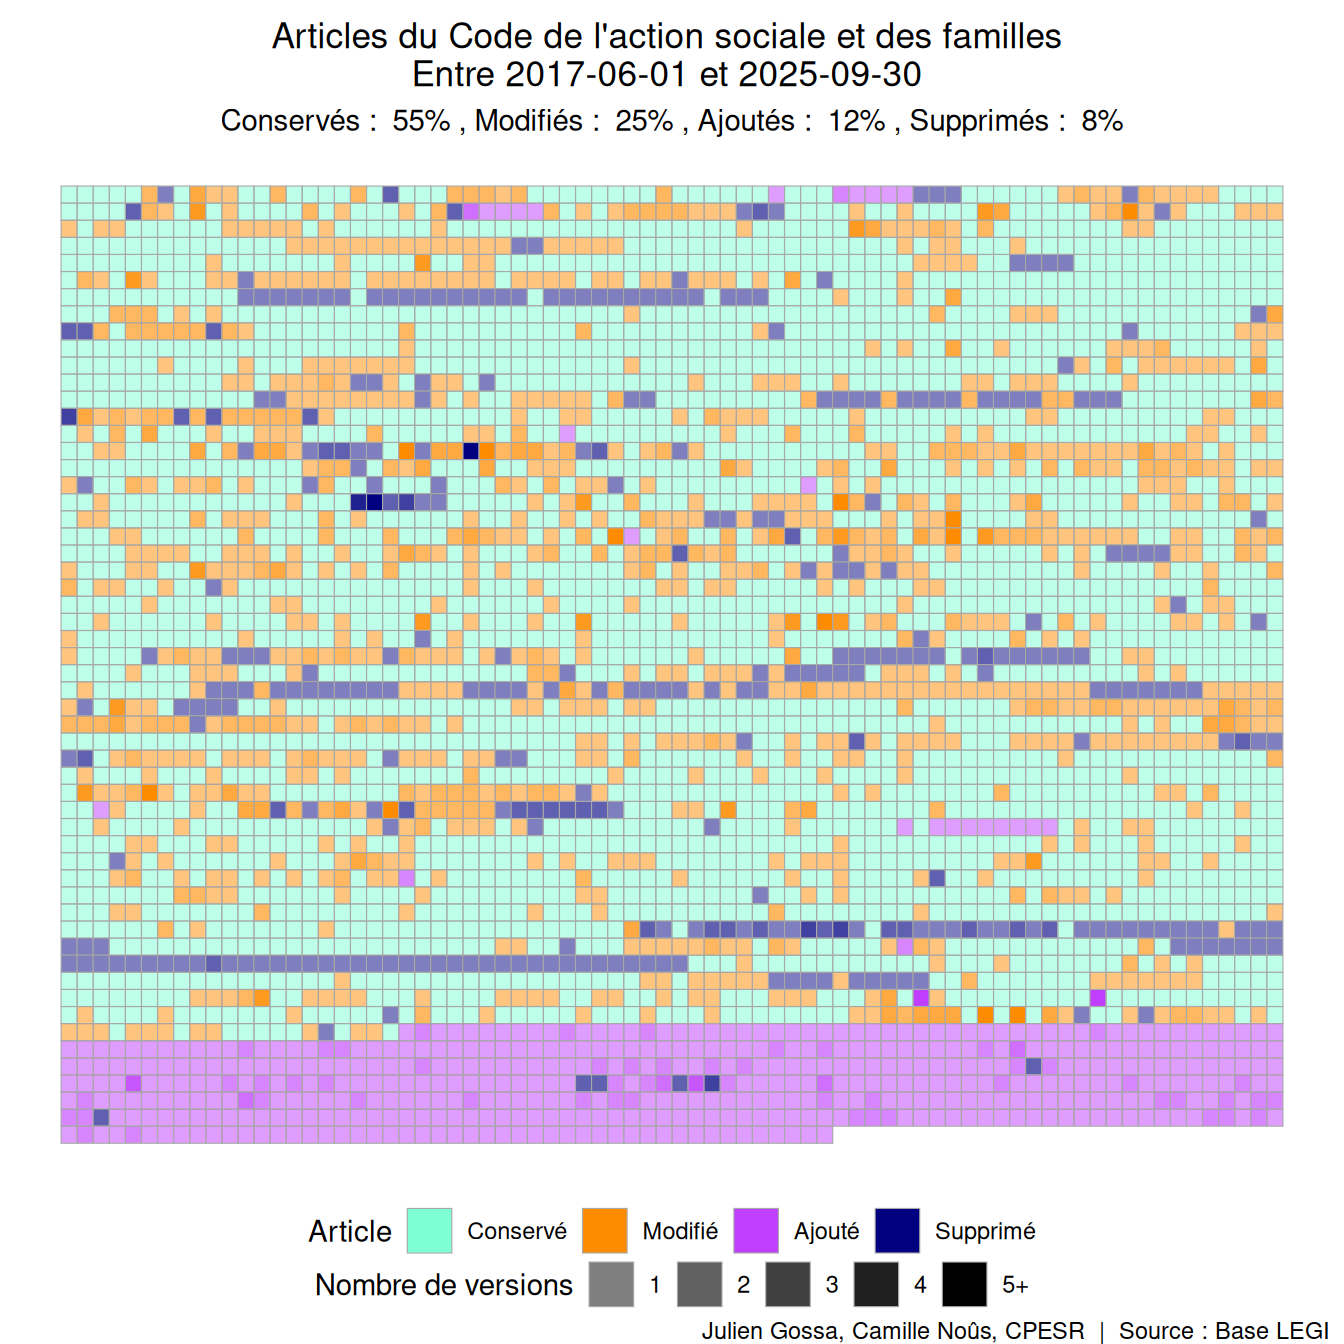 Articles du Code de l'action sociale et des familles
Entre 2017-06-01 et 2025-09-30
Conservés : 55% , Modifiés : 25% , Ajoutés : 12% , Supprimés : 8%
Article Conservé Modifié Ajouté Supprimé
Nombre de versions 1 2 3 4 5+
Julien Gossa, Camille Noûs, CPESR | Source : Base LEGI